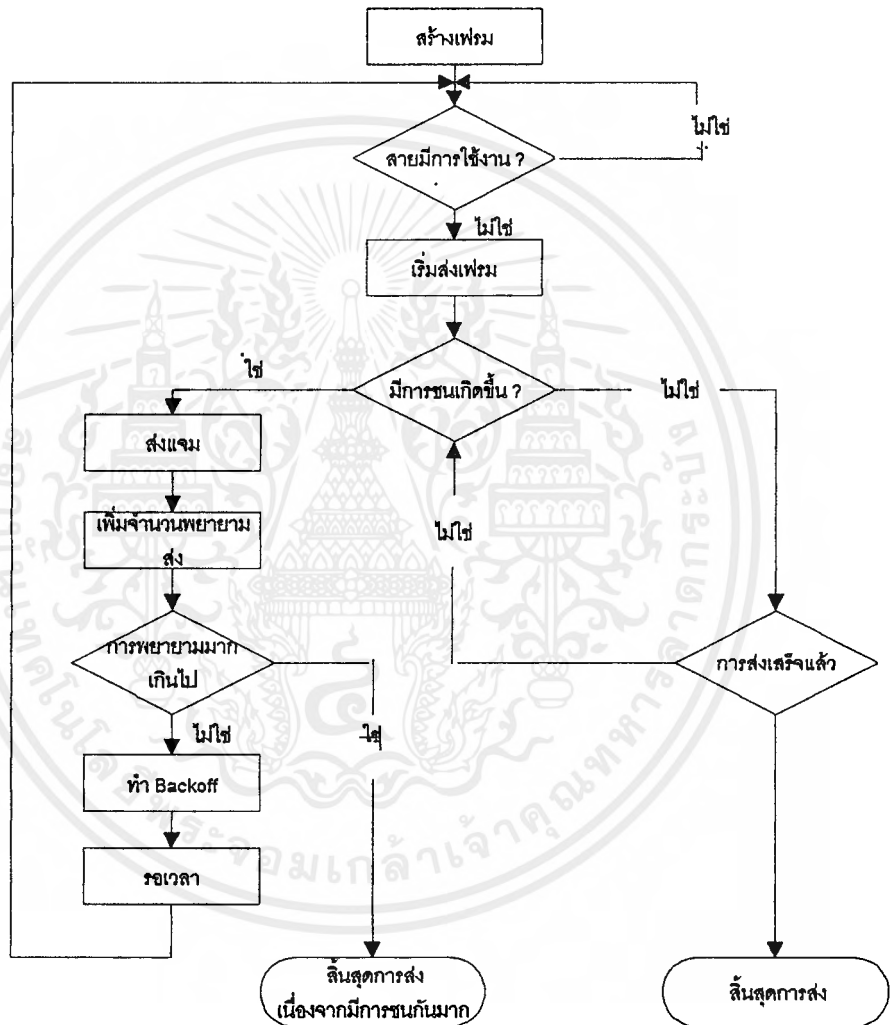 สร้างเฟรม
ไม่ใช่
สายมีการใช้งาน ?
ไม่ใช่
เริ่มส่งเฟรม
ใช่
มีการชนเกิดขึ้น ?
ไม่ใช่
ส่งแจม
ไม่ใช่
เพิ่มจำนวนพยายาม
ส่ง
การพยายามมาก
เกินไป
การส่งเสร็จแล้ว
ไม่ใช่
ใช่
ทำ Backoff
รอเวลา
สิ้นสุดการส่ง
เนื่องจากมีการชนกันมาก
สิ้นสุดการส่ง